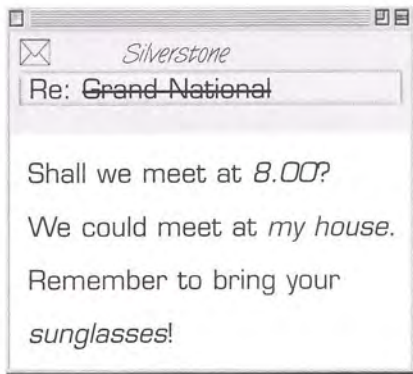 Silverstone
Re: Grand National
Shall we meet at 8.00?
We could meet at my house.
Remember to bring your
sunglasses!